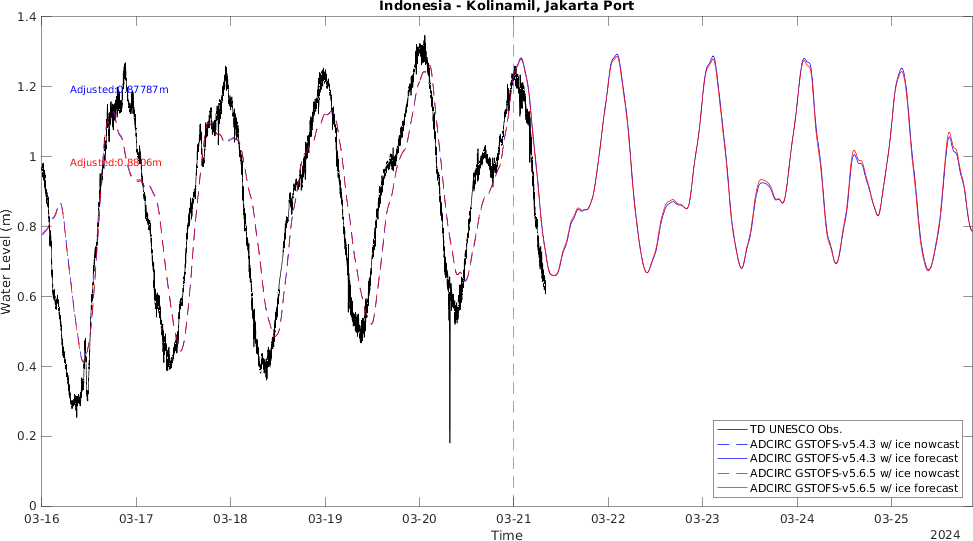 Indonesia - Kolinamil, Jakarta Port
1.4
1.2
1
0.8
0.6
0.4
0.2
0
Water Level (m)
Adjusted:0.87787m
Adjusted:0.8806m
TD UNESCO Obs.
ADCIRC GSTOFS-v5.4.3 w/ ice nowcast
ADCIRC GSTOFS-v5.4.3 w/ ice forecast
ADCIRC GSTOFS-v5.6.5 w/ ice nowcast
ADCIRC GSTOFS-v5.6.5 w/ ice forecast
03-16 03-17 03-18 03-19 03-20 03-21 03-22 03-23 03-24 03-25
Time
2024